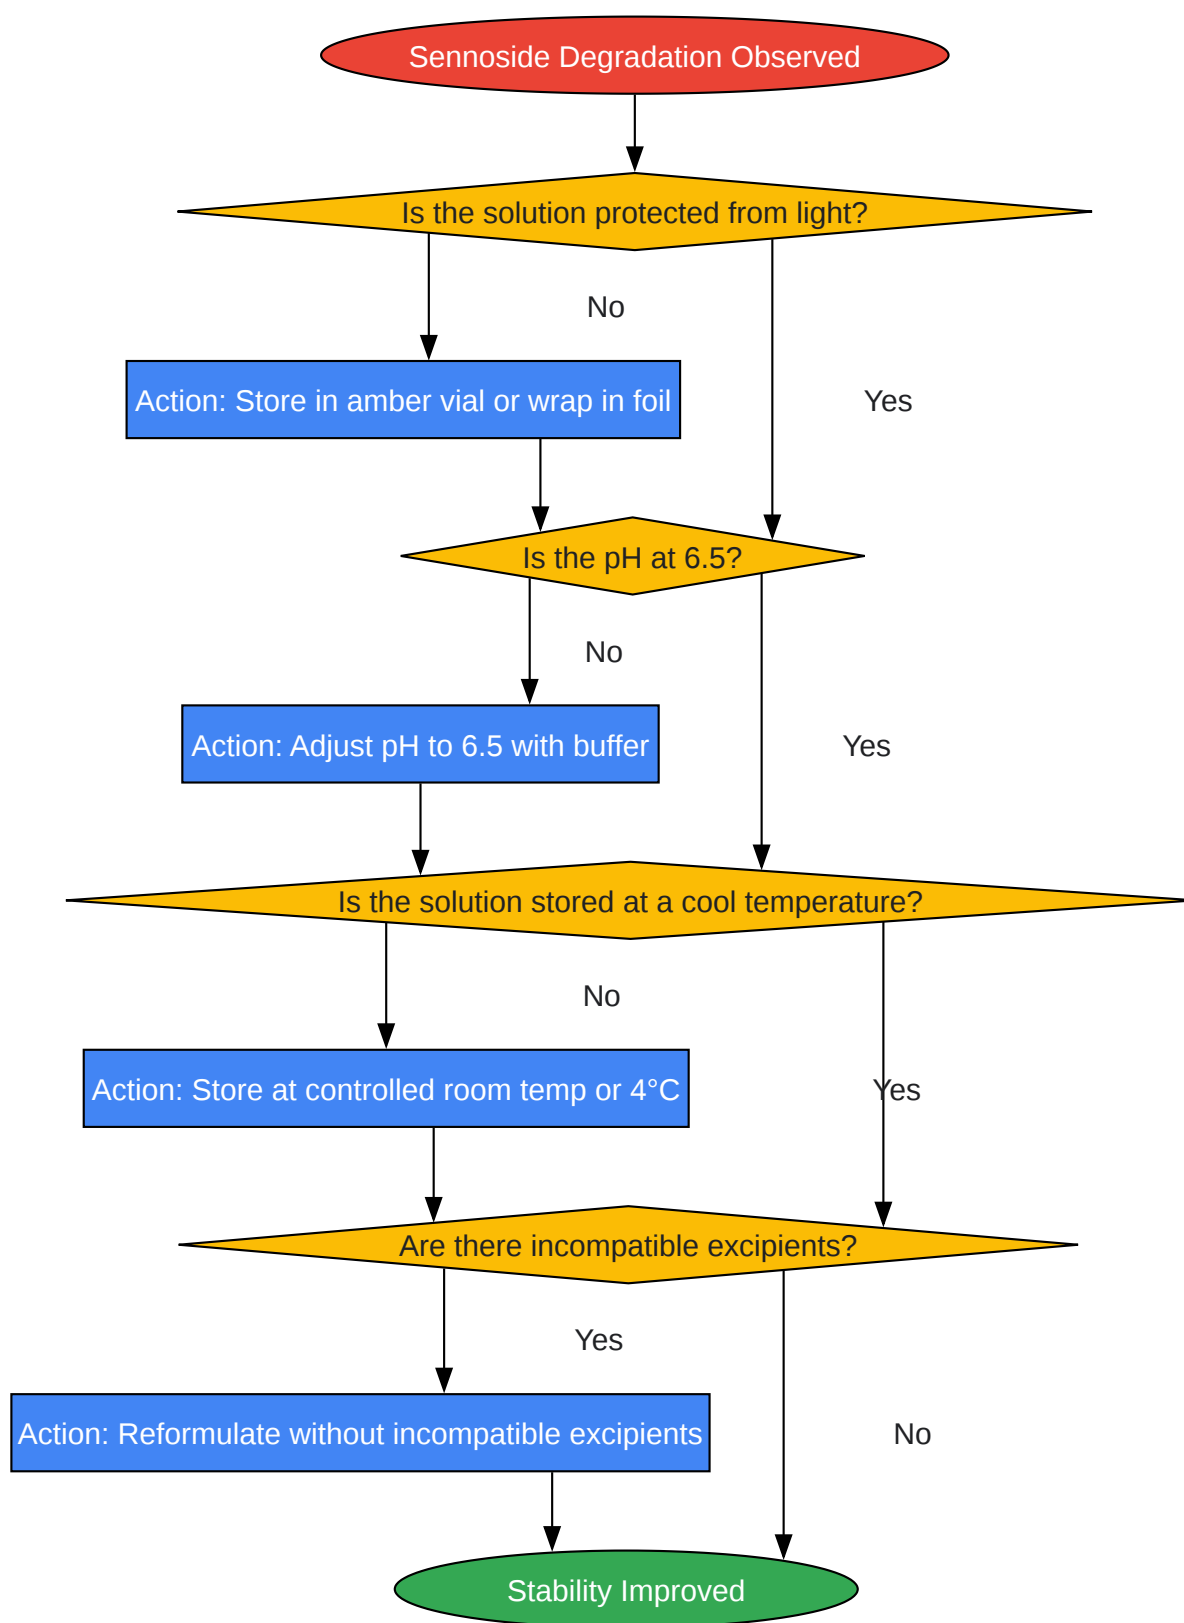 Sennoside Degradation Observed
Is the solution protected from light?
No
Action: Store in amber vial or wrap in foil
Yes
Is the pH at 6.5?
No
Action: Adjust pH to 6.5 with buffer
Yes
Is the solution stored at a cool temperature?
No
Action: Store at controlled room temp or 4°C
Yes
Are there incompatible excipients?
Yes
Action: Reformulate without incompatible excipients
No
Stability Improved